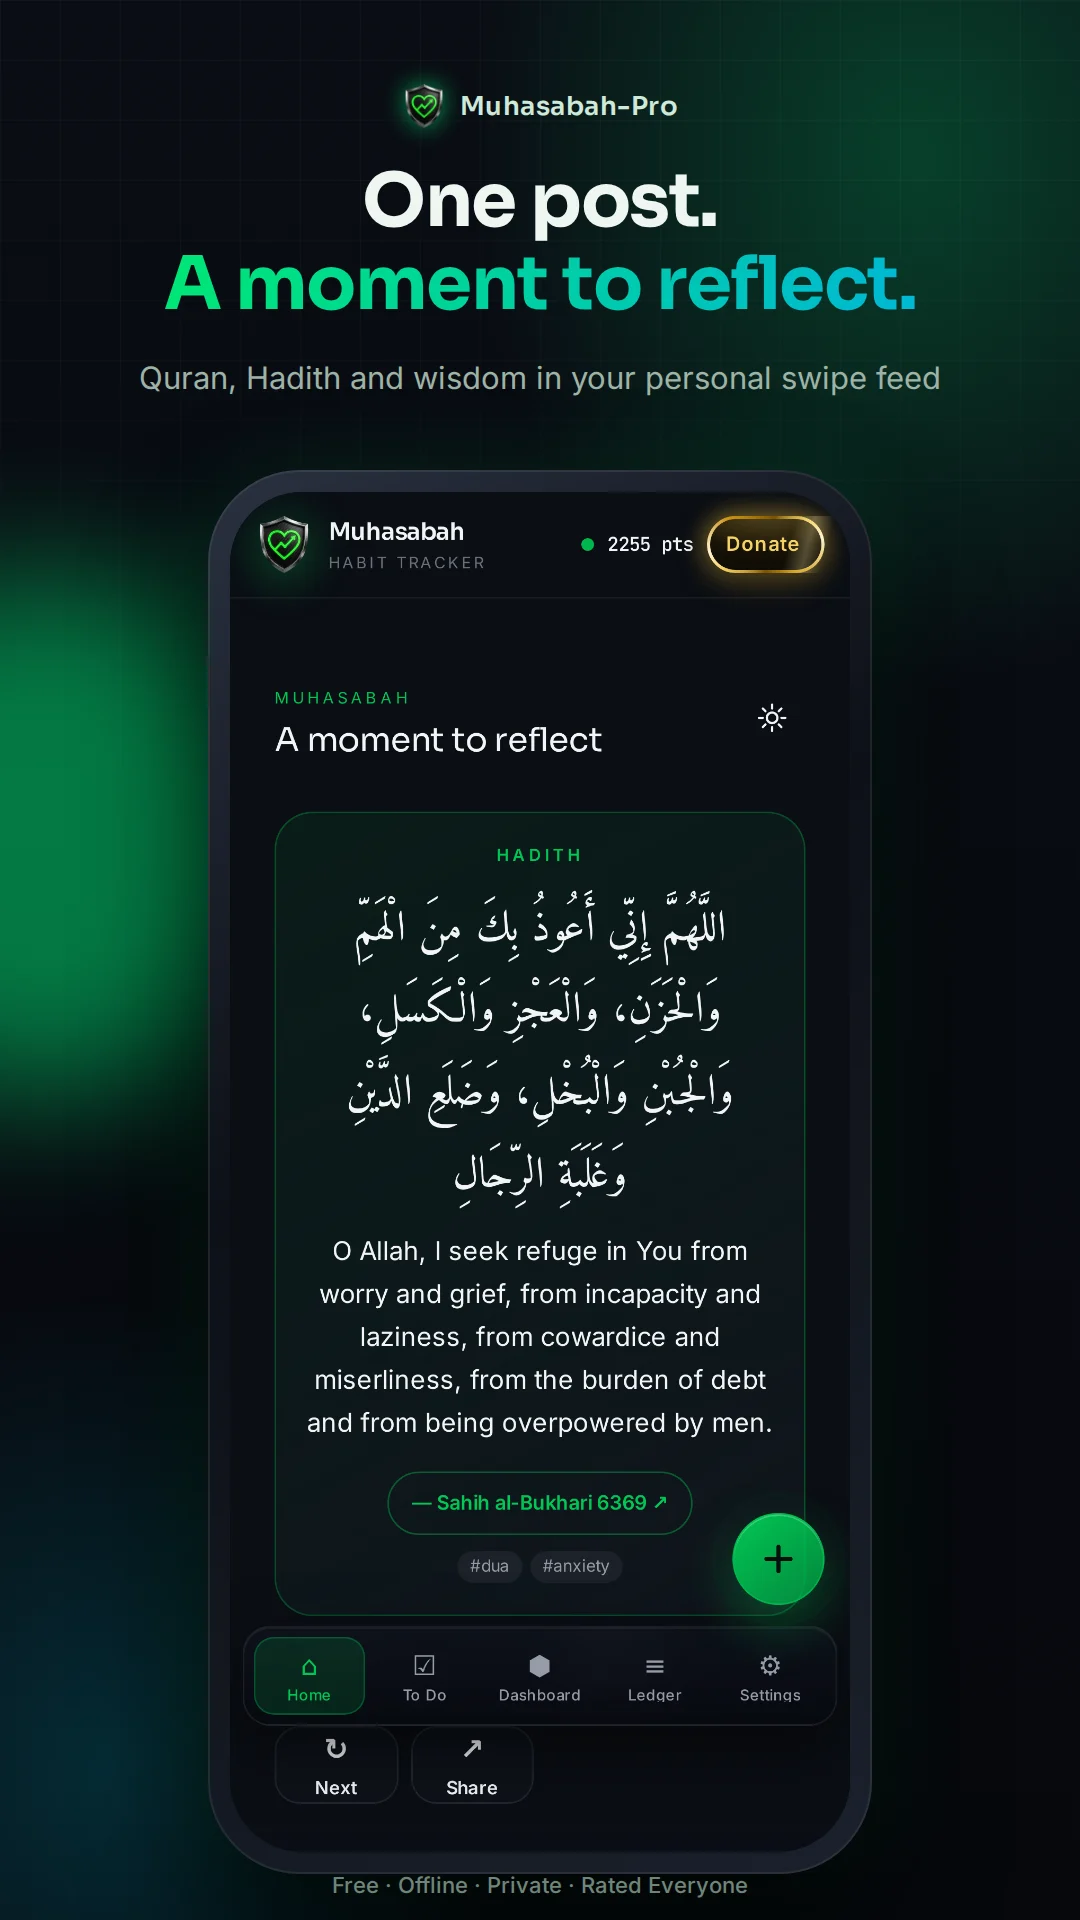 Muhasabah-Pro
One post.
A moment to reflect.
Quran, Hadith and wisdom in your personal swipe feed
Muhasabah
HABIT TRACKER
2255 pts
Donate
MUHASABAH
A moment to reflect
HADITH
اللَّهُمَّ إِنِّي أَعُوذُ بِكَ مِنَ الْهَمِّ
وَالْحَزَنِ، وَالْعَجْزِ وَالْكَسَلِ،
وَالْجُبْنِ وَالْبُخْلِ، وَضَلَعِ الدَّيْنِ
وَغَلَبَةِ الرِّجَالِ
O Allah, I seek refuge in You from
worry and grief, from incapacity and
laziness, from cowardice and
miserliness, from the burden of debt
and from being overpowered by men.
— Sahih al-Bukhari 6369 ↗
#dua #anxiety
Home To Do Dashboard Ledger Settings
Next Share
Free · Offline · Private · Rated Everyone